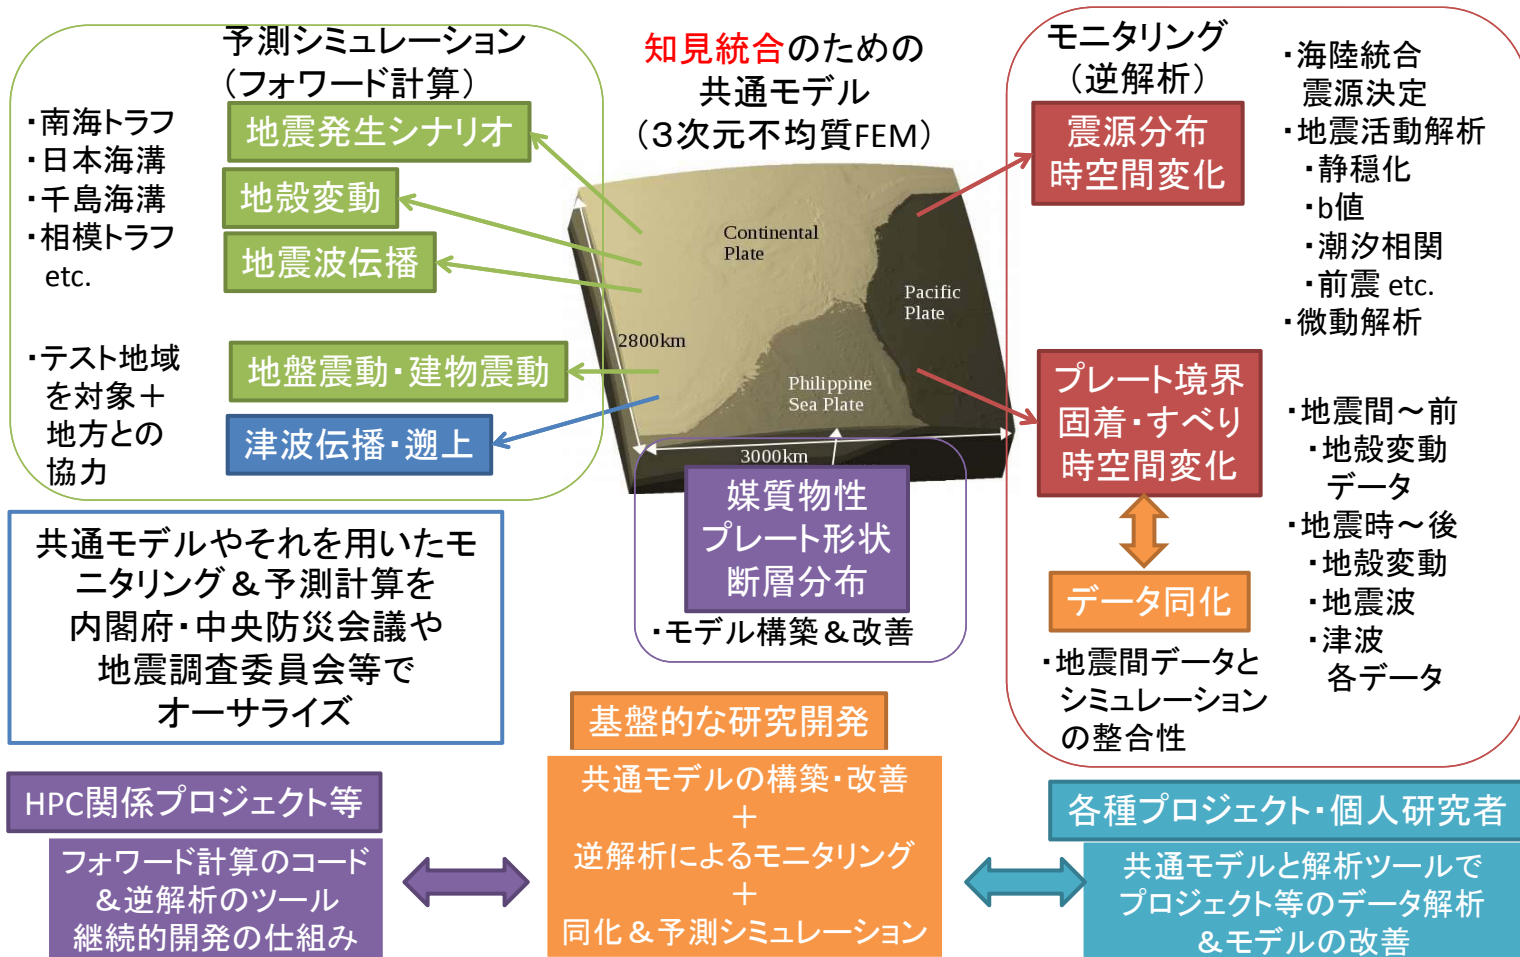 予測シミュレーション
（フォワード計算）
・南海トラフ
・日本海溝
・千島海溝
・相模トラフ
etc.
地震発生シナリオ
地殻変動
地震波伝播
・テスト地域
を対象＋
地方との
協力
地盤震動・建物震動
津波伝播・遡上
知見統合のための
共通モデル
（３次元不均質FEM）
Continental
Plate
Pacific
Plate
Philippine
Sea Plate
2800km
3000km
媒質物性
プレート形状
断層分布
・モデル構築＆改善
モニタリング
（逆解析）
震源分布
時空間変化
・海陸統合
震源決定
・地震活動解析
・静穏化
・b値
・潮汐相関
・前震 etc.
・微動解析
プレート境界
固着・すべり
時空間変化
・地震間～前
・地殻変動
データ
・地震時～後
・地殻変動
・地震波
・津波
各データ
データ同化
・地震間データと
シミュレーション
の整合性
共通モデルやそれを用いたモ
ニタリング＆予測計算を
内閣府・中央防災会議や
地震調査委員会等で
オーサライズ
HPC関係プロジェクト等
フォワード計算のコード
＆逆解析のツール
継続的開発の仕組み
基盤的な研究開発
共通モデルの構築・改善
＋
逆解析によるモニタリング
＋
同化＆予測シミュレーション
各種プロジェクト・個人研究者
共通モデルと解析ツールで
プロジェクト等のデータ解析
＆モデルの改善